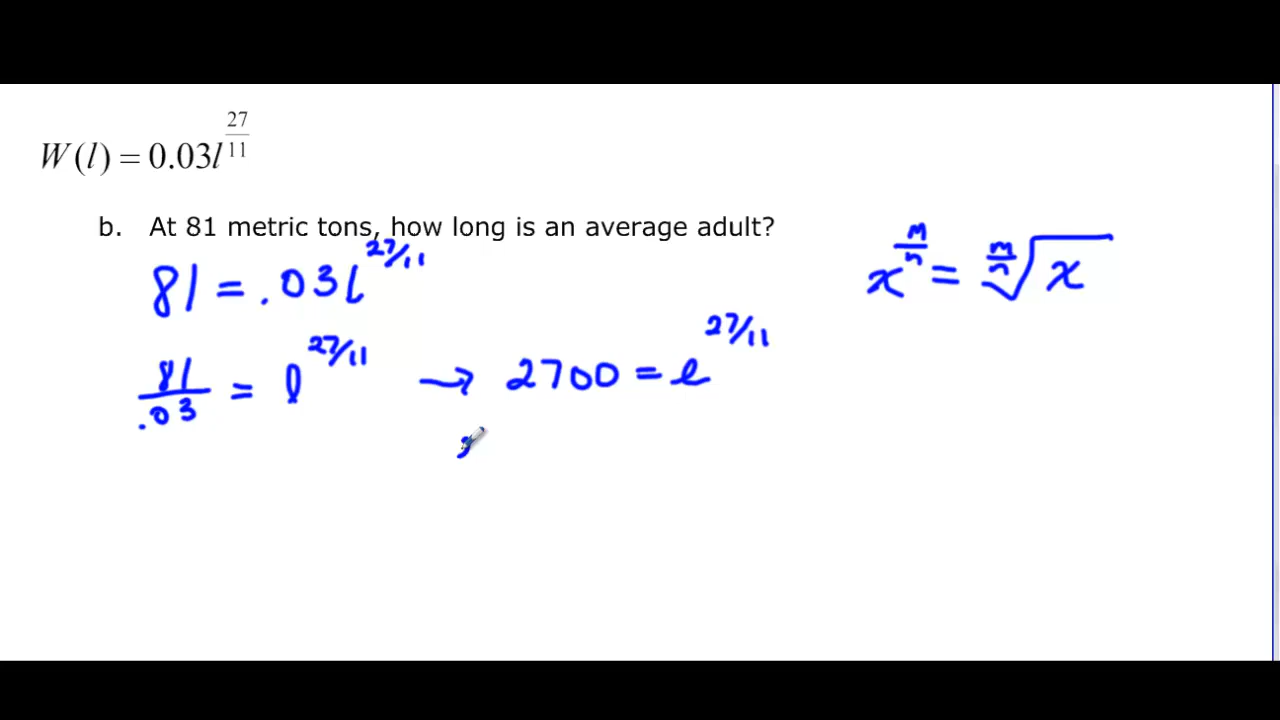 W(l) = 0.03l^(27/11)
b. At 81 metric tons, how long is an average adult?
81 = .03l^(27/11)
x^(m/n) = ^(m/n)√x
81/.03 = l^(27/11) → 2700 = l^(27/11)